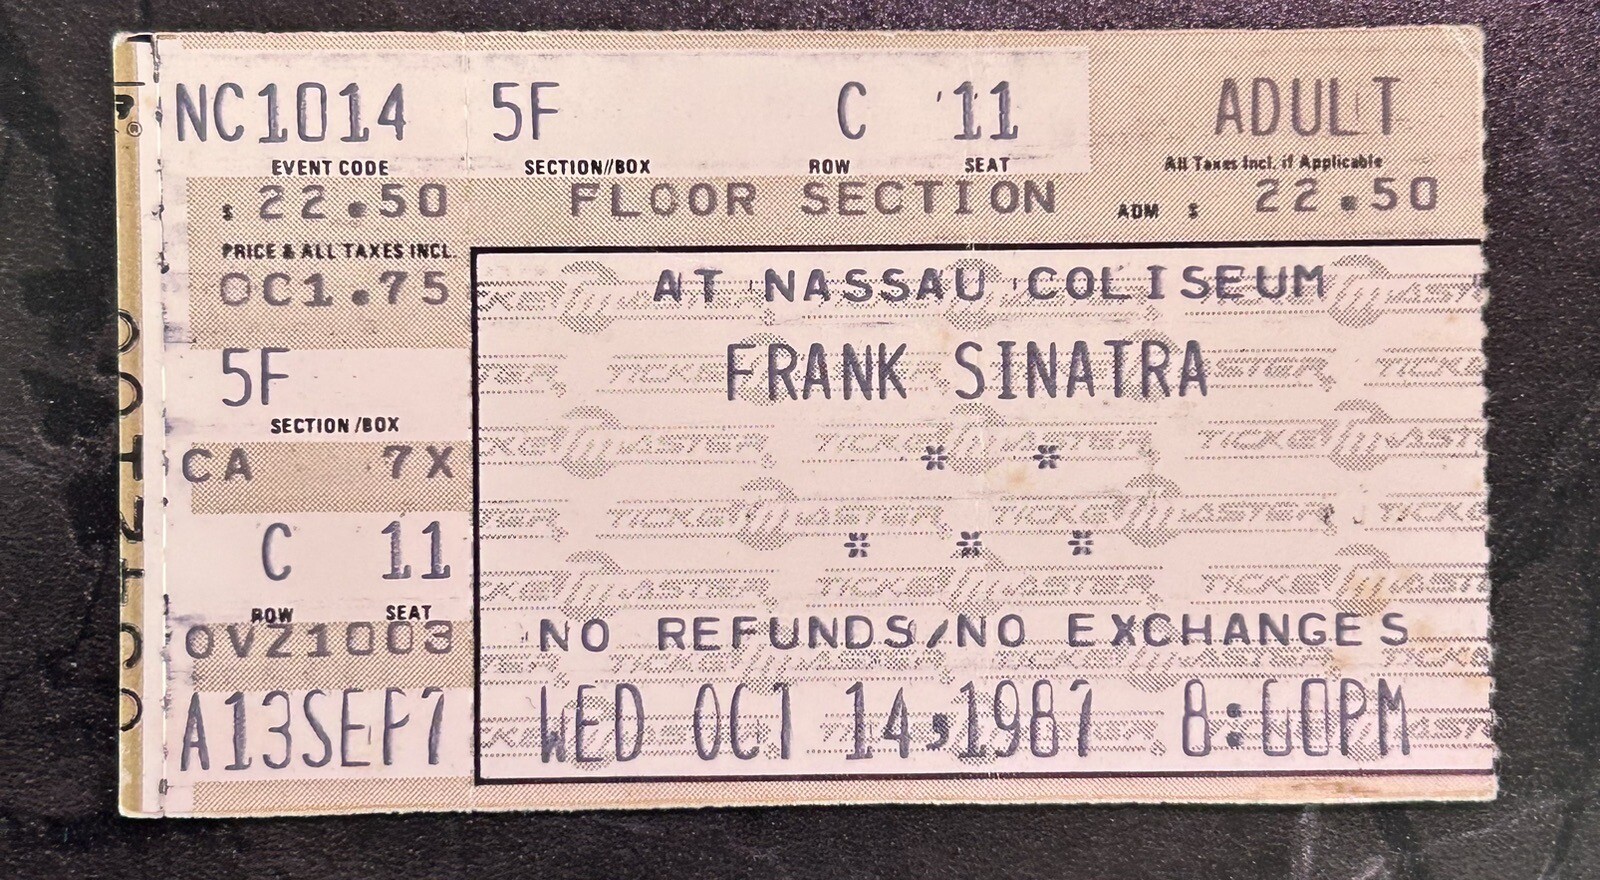 NC1014 5F C 11 ADULT
EVENT CODE SECTION//BOX ROW SEAT All Taxes Incl. if Applicable
$ 22.50 FLOOR SECTION ADM $ 22.50
PRICE & ALL TAXES INCL.
OC1.75
5F
SECTION/BOX
CA 7X
C 11
ROW SEAT
OVZ1003
A13SEP7
AT NASSAU COLISEUM
FRANK SINATRA
* *
* * *
NO REFUNDS/NO EXCHANGES
WED OCT 14,1987 8:00PM
TICKETMASTER